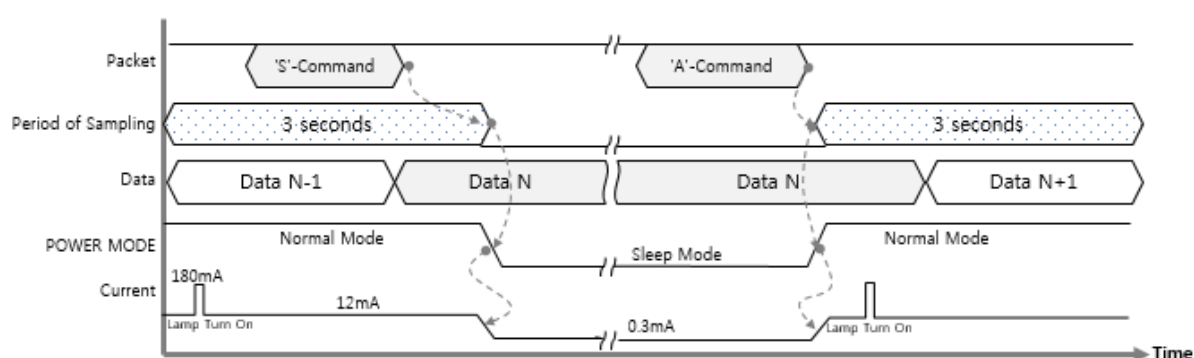 Packet
'S'-Command
'A'-Command
Period of Sampling
3 seconds
3 seconds
Data
Data N-1
Data N
Data N
Data N+1
POWER MODE
Normal Mode
Sleep Mode
Normal Mode
Current
180mA
12mA
0.3mA
Lamp Turn On
Lamp Turn On
Time